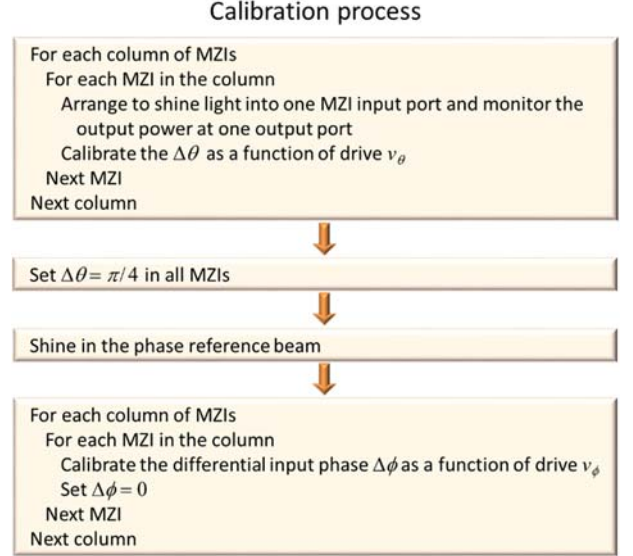 Calibration process
For each column of MZIs
For each MZI in the column
Arrange to shine light into one MZI input port and monitor the
output power at one output port
Calibrate the Δθ as a function of drive v_θ
Next MZI
Next column
Set Δθ = π/4 in all MZIs
Shine in the phase reference beam
For each column of MZIs
For each MZI in the column
Calibrate the differential input phase Δϕ as a function of drive v_ϕ
Set Δϕ = 0
Next MZI
Next column